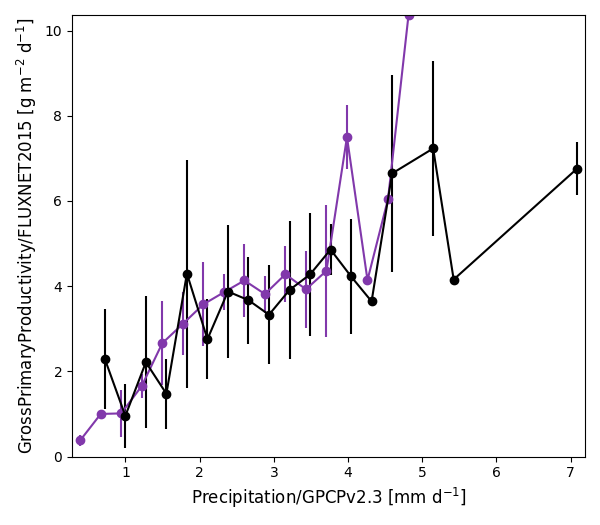 GrossPrimaryProductivity/FLUXNET2015 [g m⁻² d⁻¹]
10
8
6
4
2
0
1 2 3 4 5 6 7
Precipitation/GPCPv2.3 [mm d⁻¹]